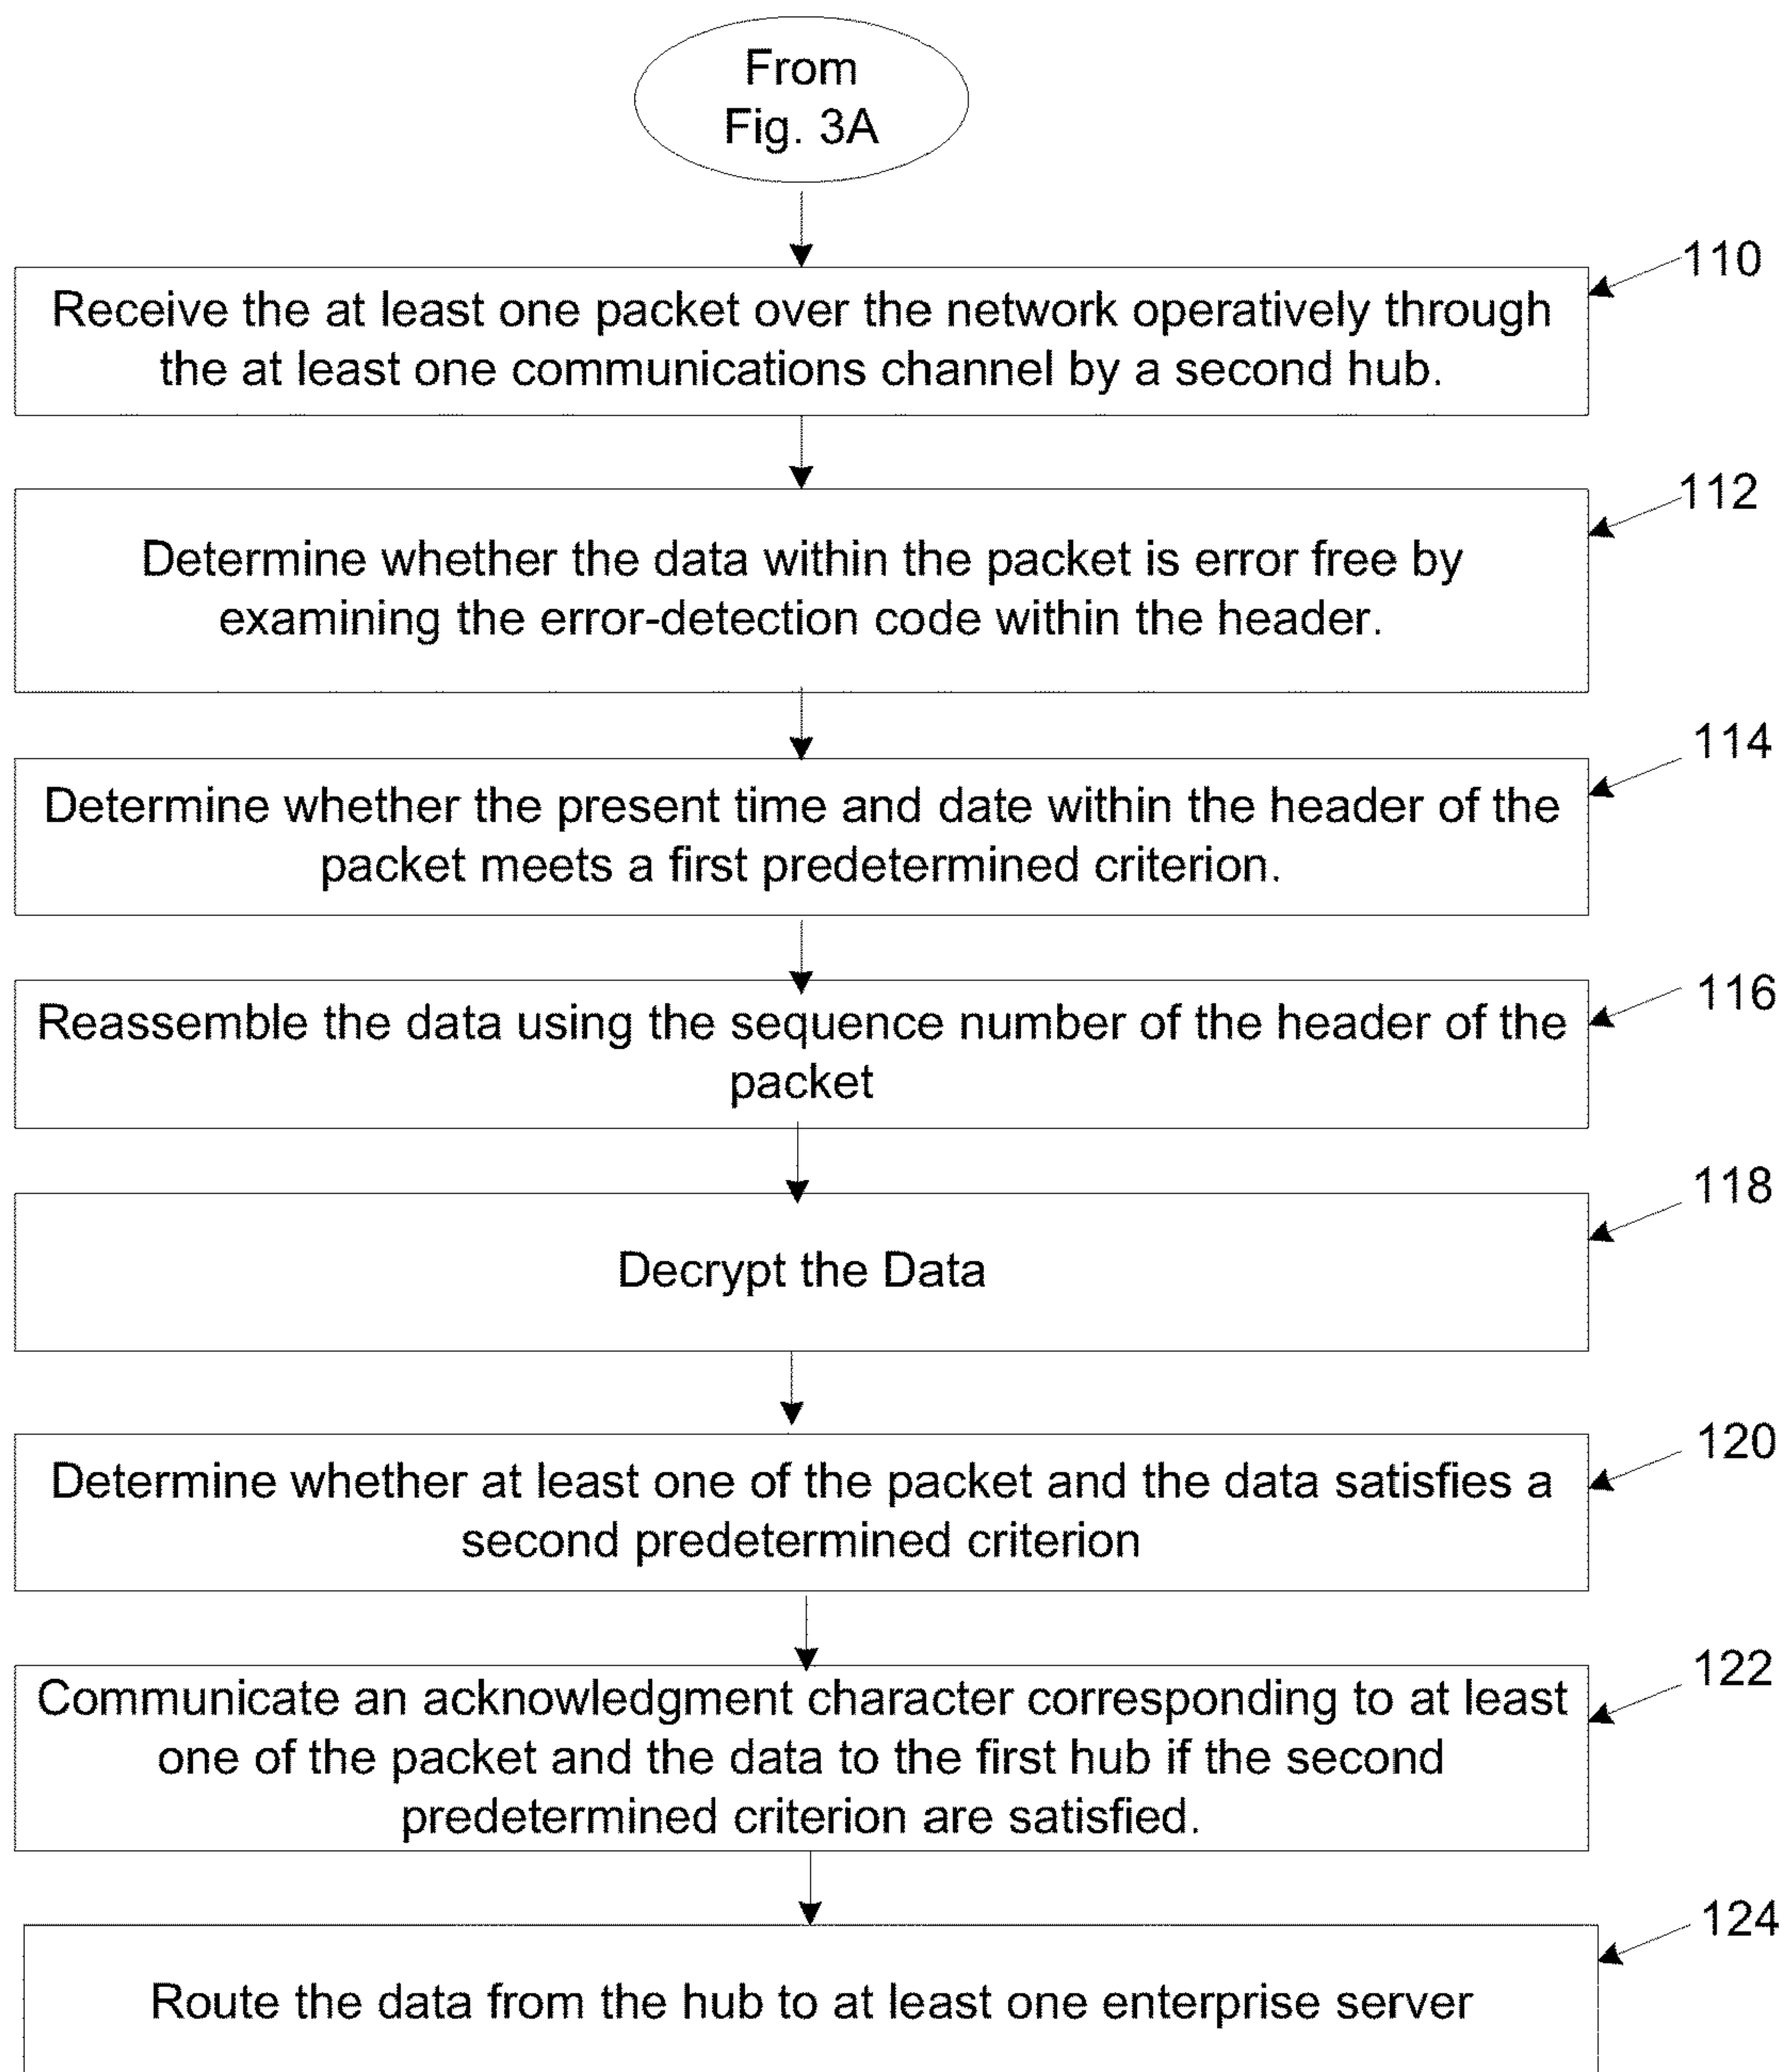 From
Fig. 3A
110
Receive the at least one packet over the network operatively through
the at least one communications channel by a second hub.
112
Determine whether the data within the packet is error free by
examining the error-detection code within the header.
114
Determine whether the present time and date within the header of the
packet meets a first predetermined criterion.
116
Reassemble the data using the sequence number of the header of the
packet
118
Decrypt the Data
120
Determine whether at least one of the packet and the data satisfies a
second predetermined criterion
122
Communicate an acknowledgment character corresponding to at least
one of the packet and the data to the first hub if the second
predetermined criterion are satisfied.
124
Route the data from the hub to at least one enterprise server